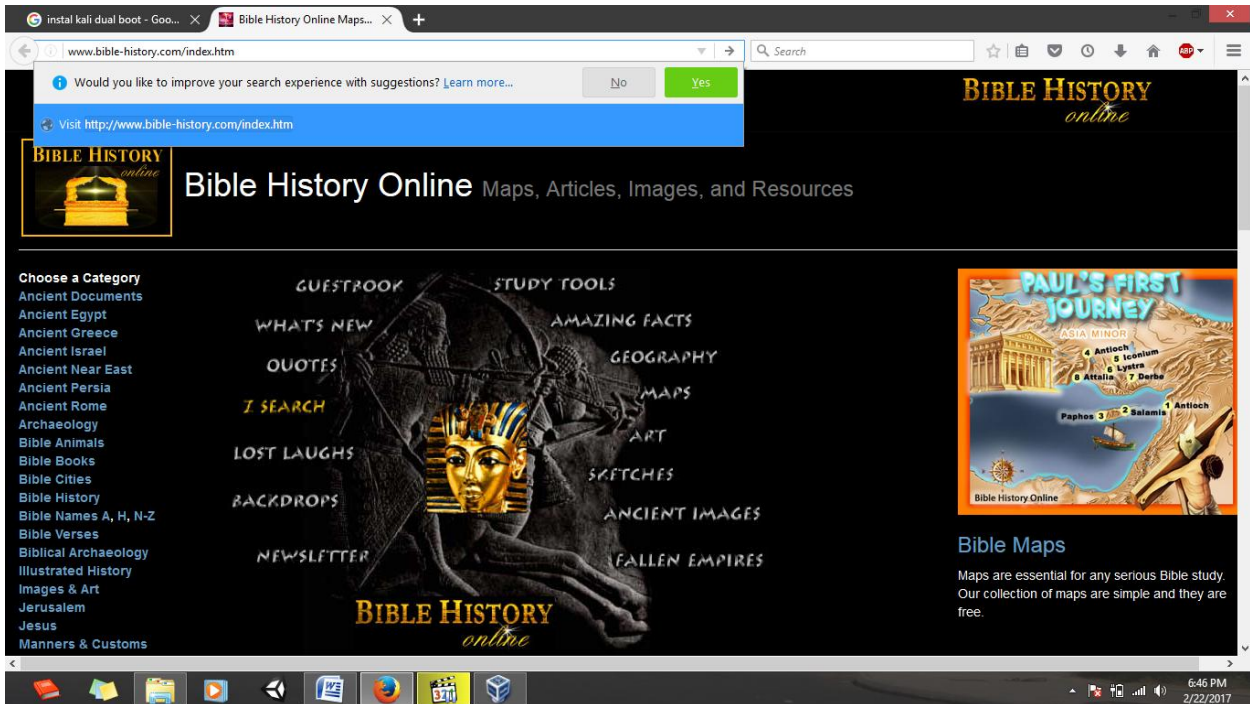 instal kali dual boot - Goo...
Bible History Online Maps...
www.bible-history.com/index.htm
Search
ABP
Would you like to improve your search experience with suggestions? Learn more...
No
Yes
Visit http://www.bible-history.com/index.htm
BIBLE HISTORY
online
BIBLE HISTORY
online
Bible History Online Maps, Articles, Images, and Resources
Choose a Category
Ancient Documents
Ancient Egypt
Ancient Greece
Ancient Israel
Ancient Near East
Ancient Persia
Ancient Rome
Archaeology
Bible Animals
Bible Books
Bible Cities
Bible History
Bible Names A, H, N-Z
Bible Verses
Biblical Archaeology
Illustrated History
Images & Art
Jerusalem
Jesus
Manners & Customs
GUESTBOOK
STUDY TOOLS
WHAT'S NEW
AMAZING FACTS
QUOTES
GEOGRAPHY
MAPS
SEARCH
ART
LOST LAUGHS
SKETCHES
BACKDROPS
ANCIENT IMAGES
NEWSLETTER
FALLEN EMPIRES
BIBLE HISTORY
online
PAUL'S FIRST
JOURNEY
ASIA MINOR
4 Antioch
5 Iconium
6 Lystra
8 Attalia 7 Derbe
1 Antioch
Paphos 3 2 Salamis
Bible History Online
Bible Maps
Maps are essential for any serious Bible study.
Our collection of maps are simple and they are
free.
321
6:46 PM
2/22/2017